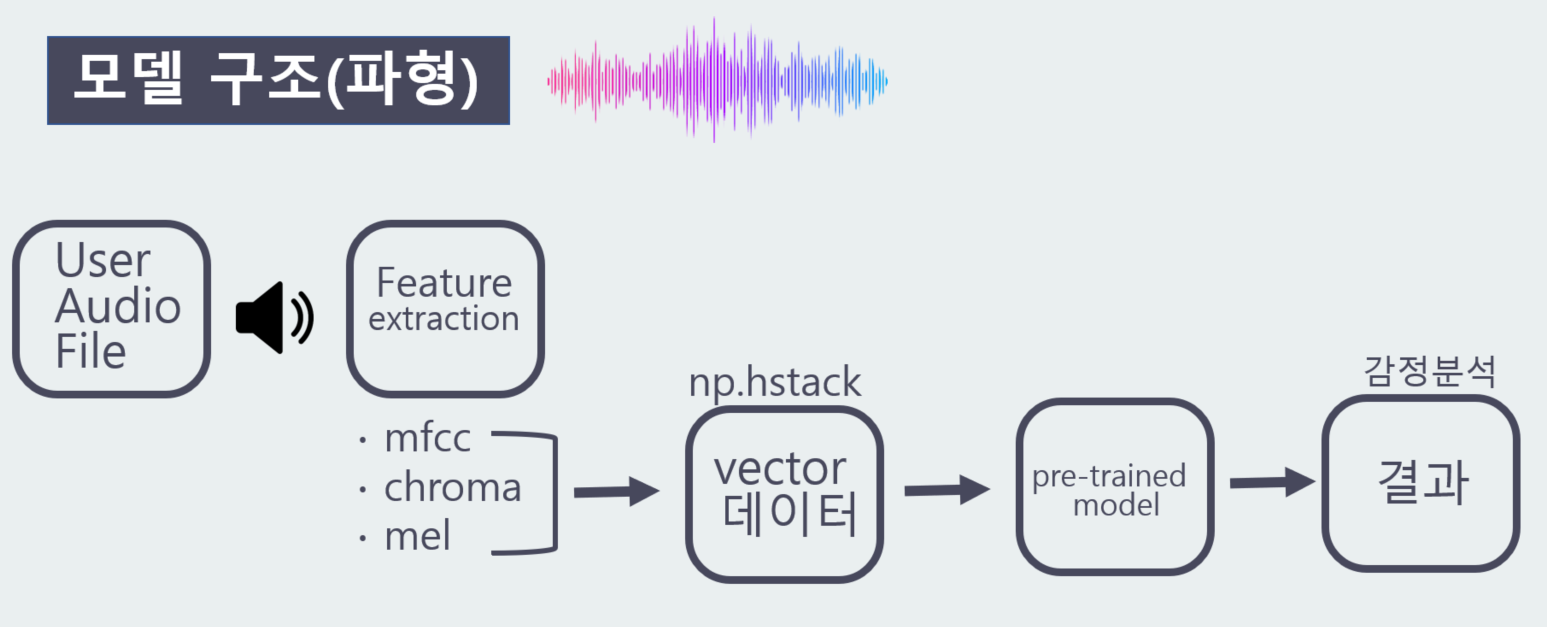 모델 구조(파형)
User
Audio
File
Feature
extraction
· mfcc
· chroma
· mel
np.hstack
vector
데이터
pre-trained
model
감정분석
결과